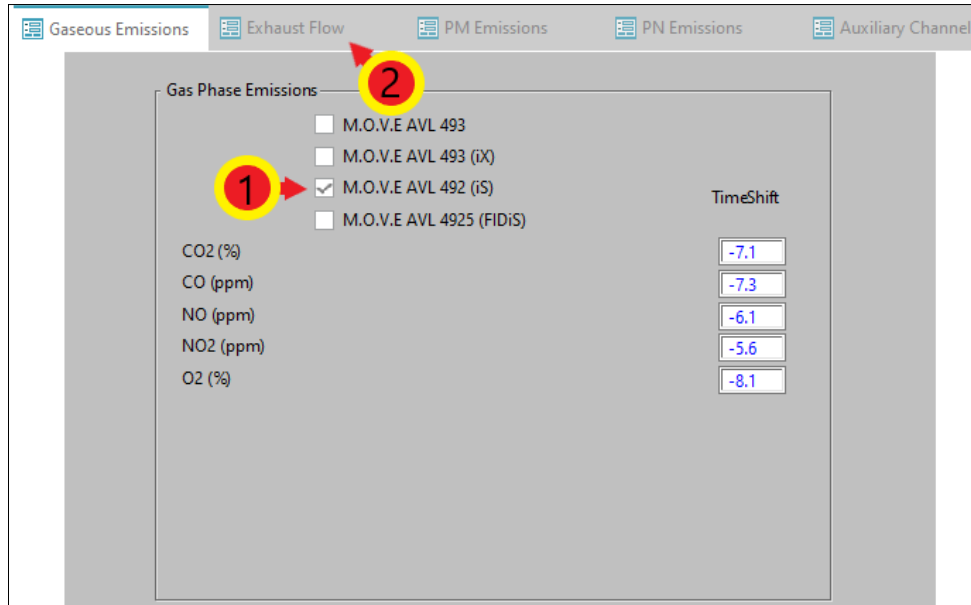 Gaseous Emissions Exhaust Flow PM Emissions PN Emissions Auxiliary Channel
2
Gas Phase Emissions
M.O.V.E AVL 493
M.O.V.E AVL 493 (iX)
1 M.O.V.E AVL 492 (iS)
TimeShift
M.O.V.E AVL 4925 (FIDiS)
CO2 (%) -7.1
CO (ppm) -7.3
NO (ppm) -6.1
NO2 (ppm) -5.6
O2 (%) -8.1